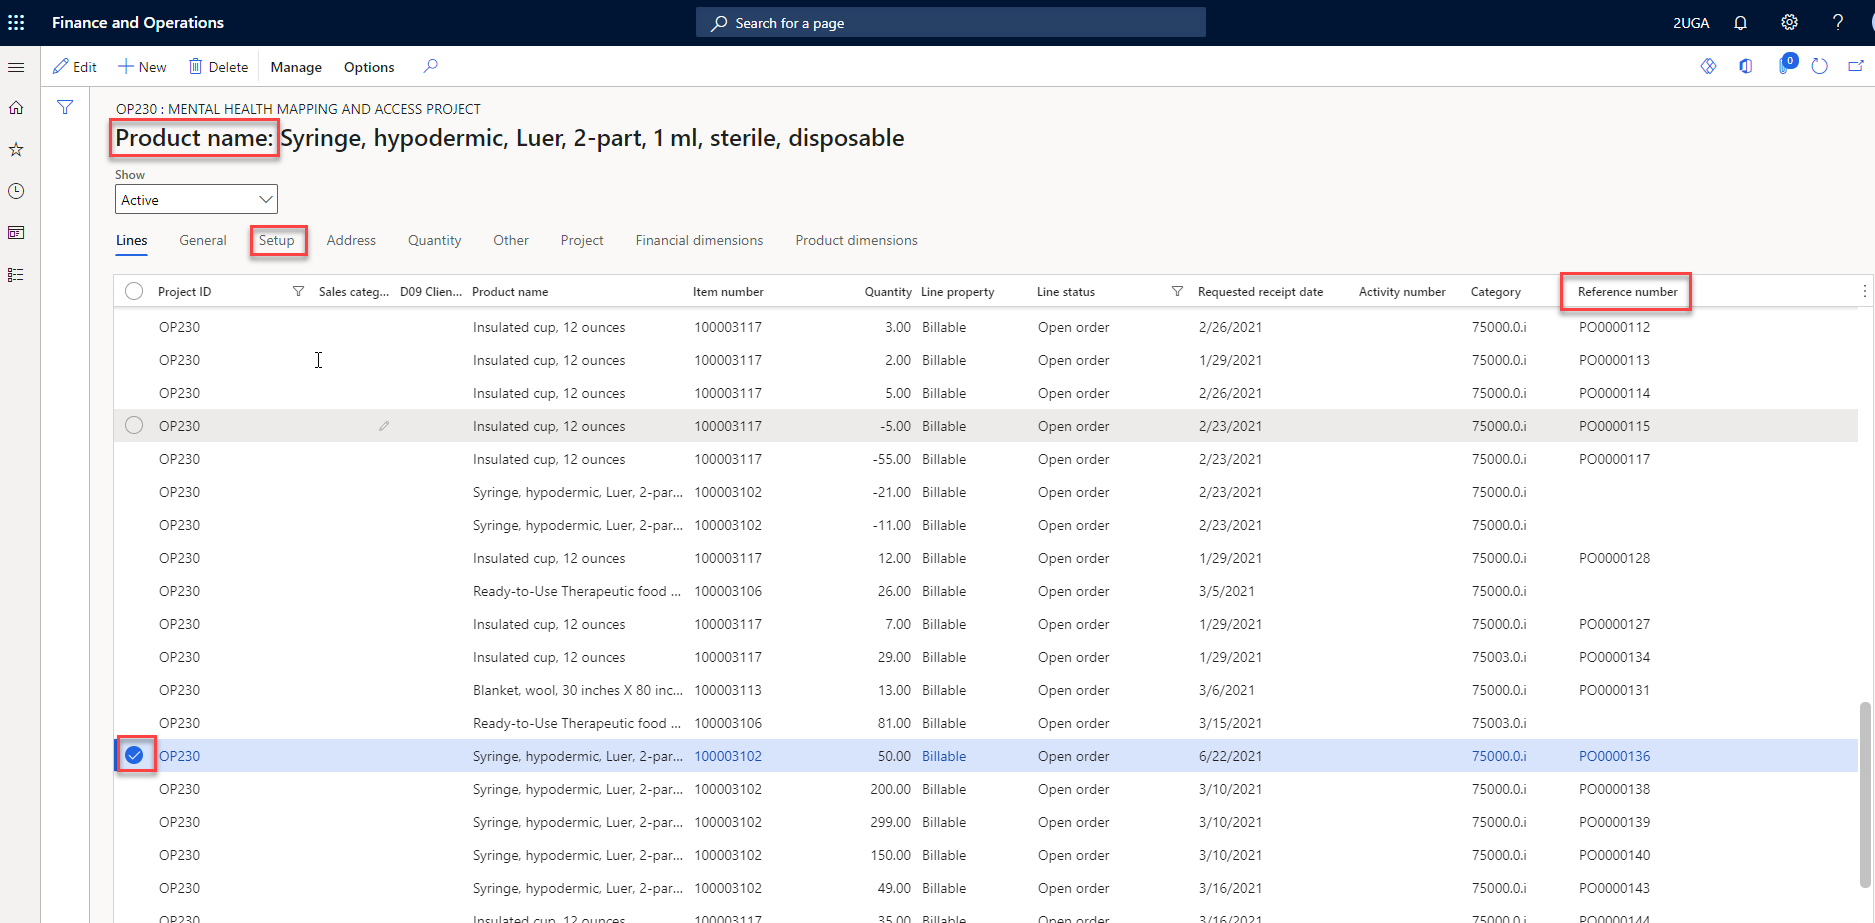 Finance and Operations Search for a page 2UGA
Edit New Delete Manage Options 0
OP230 : MENTAL HEALTH MAPPING AND ACCESS PROJECT
Product name: Syringe, hypodermic, Luer, 2-part, 1 ml, sterile, disposable
Show
Active
Lines General Setup Address Quantity Other Project Financial dimensions Product dimensions
Project ID Sales categ... D09 Clien... Product name Item number Quantity Line property Line status Requested receipt date Activity number Category Reference number
OP230 Insulated cup, 12 ounces 100003117 3.00 Billable Open order 2/26/2021 75000.0.i PO0000112
OP230 Insulated cup, 12 ounces 100003117 2.00 Billable Open order 1/29/2021 75000.0.i PO0000113
OP230 Insulated cup, 12 ounces 100003117 5.00 Billable Open order 2/26/2021 75000.0.i PO0000114
OP230 Insulated cup, 12 ounces 100003117 -5.00 Billable Open order 2/23/2021 75000.0.i PO0000115
OP230 Insulated cup, 12 ounces 100003117 -55.00 Billable Open order 2/23/2021 75000.0.i PO0000117
OP230 Syringe, hypodermic, Luer, 2-par... 100003102 -21.00 Billable Open order 2/23/2021 75000.0.i
OP230 Syringe, hypodermic, Luer, 2-par... 100003102 -11.00 Billable Open order 2/23/2021 75000.0.i
OP230 Insulated cup, 12 ounces 100003117 12.00 Billable Open order 1/29/2021 75000.0.i PO0000128
OP230 Ready-to-Use Therapeutic food ... 100003106 26.00 Billable Open order 3/5/2021 75000.0.i
OP230 Insulated cup, 12 ounces 100003117 7.00 Billable Open order 1/29/2021 75000.0.i PO0000127
OP230 Insulated cup, 12 ounces 100003117 29.00 Billable Open order 1/29/2021 75003.0.i PO0000134
OP230 Blanket, wool, 30 inches X 80 inc... 100003113 13.00 Billable Open order 3/6/2021 75000.0.i PO0000131
OP230 Ready-to-Use Therapeutic food ... 100003106 81.00 Billable Open order 3/15/2021 75003.0.i
OP230 Syringe, hypodermic, Luer, 2-par... 100003102 50.00 Billable Open order 6/22/2021 75000.0.i PO0000136
OP230 Syringe, hypodermic, Luer, 2-par... 100003102 200.00 Billable Open order 3/10/2021 75000.0.i PO0000138
OP230 Syringe, hypodermic, Luer, 2-par... 100003102 299.00 Billable Open order 3/10/2021 75000.0.i PO0000139
OP230 Syringe, hypodermic, Luer, 2-par... 100003102 150.00 Billable Open order 3/10/2021 75000.0.i PO0000140
OP230 Syringe, hypodermic, Luer, 2-par... 100003102 49.00 Billable Open order 3/16/2021 75000.0.i PO0000143
OP230 Insulated cup, 12 ounces 100003117 35.00 Billable Open order 3/16/2021 75000.0.i PO0000144